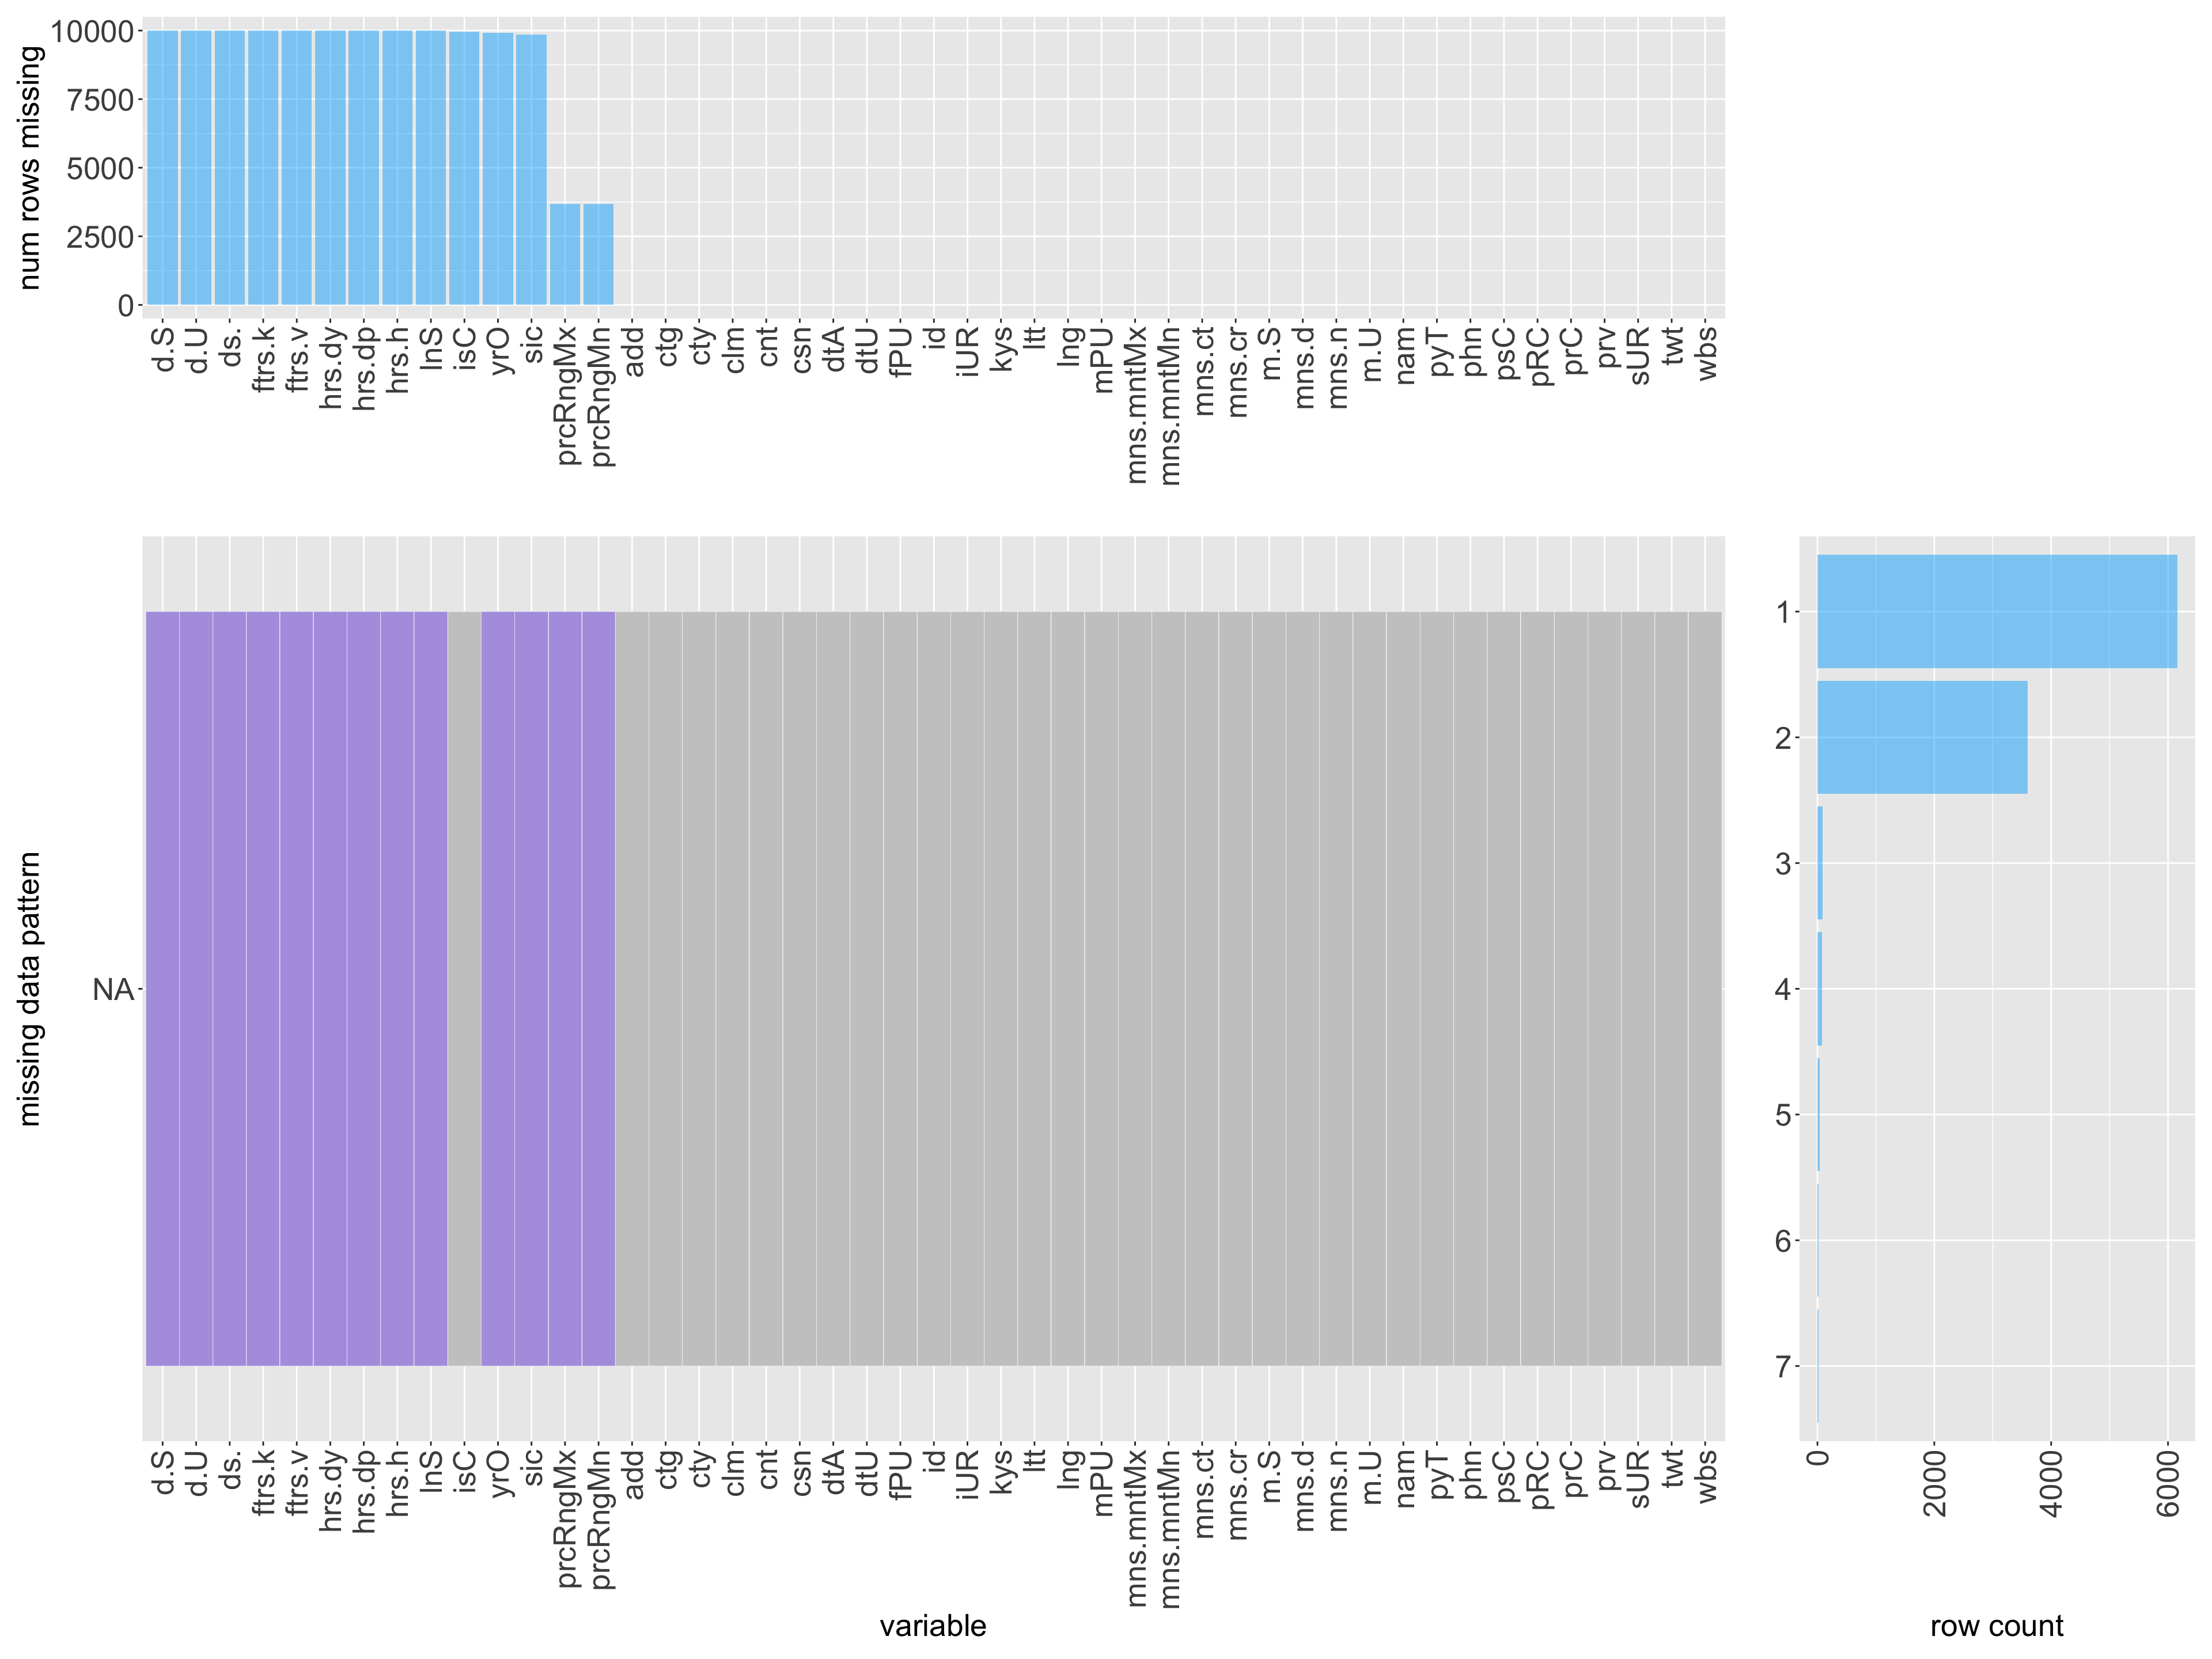 num rows missing
10000
7500
5000
2500
0
d.S d.U ds. ftrs.k ftrs.v hrs.dy hrs.dp hrs.h lnS isC yrO sic prcRngMx prcRngMn add ctg cty clm cnt csn dtA dtU fPU id iUR kys ltt lng mPU mns.mntMx mns.mntMn mns.ct mns.cr m.S mns.d mns.n m.U nam pyT phn psC pRC prC prv sUR twt wbs
missing data pattern
NA
d.S d.U ds. ftrs.k ftrs.v hrs.dy hrs.dp hrs.h lnS isC yrO sic prcRngMx prcRngMn add ctg cty clm cnt csn dtA dtU fPU id iUR kys ltt lng mPU mns.mntMx mns.mntMn mns.ct mns.cr m.S mns.d mns.n m.U nam pyT phn psC pRC prC prv sUR twt wbs
variable
1
2
3
4
5
6
7
0 2000 4000 6000
row count